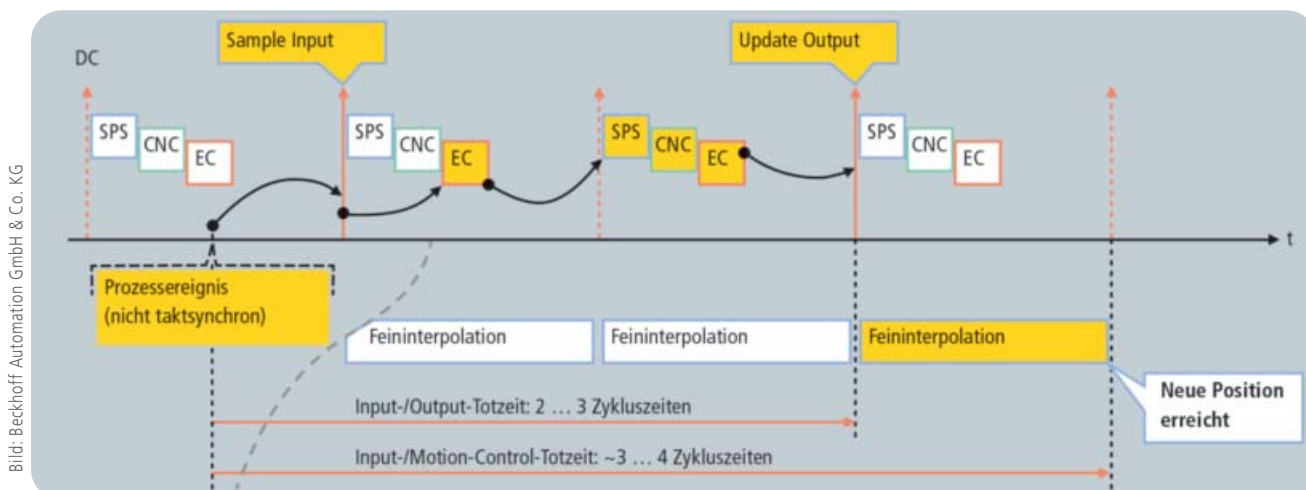 Bild: Beckhoff Automation GmbH & Co. KG
DC
Sample Input
Update Output
SPS
CNC
EC
SPS
CNC
EC
SPS
CNC
EC
SPS
CNC
EC
t
Prozessereignis
(nicht taktsynchron)
Feininterpolation
Feininterpolation
Feininterpolation
Neue Position
erreicht
Input-/Output-Totzeit: 2 … 3 Zykluszeiten
Input-/Motion-Control-Totzeit: ~3 … 4 Zykluszeiten